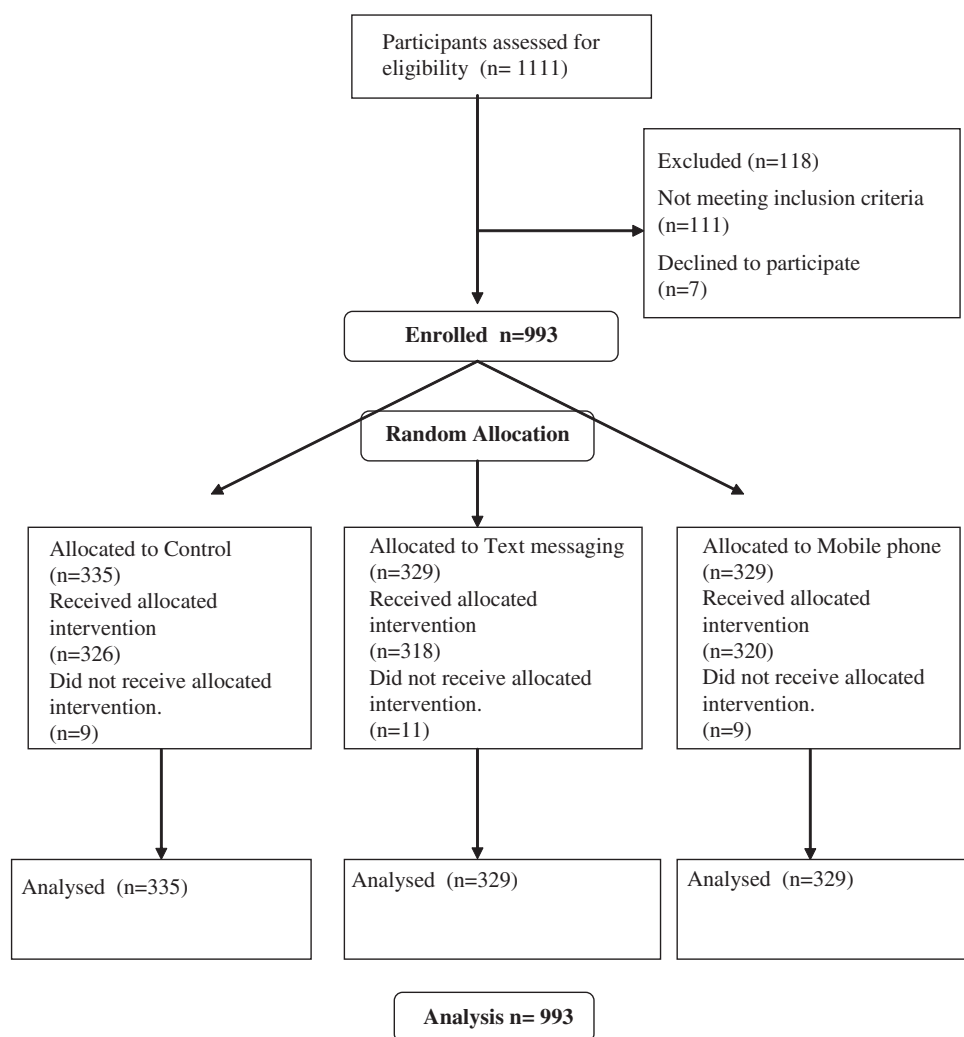 Participants assessed for
eligibility (n= 1111)
Excluded (n=118)
Not meeting inclusion criteria
(n=111)
Declined to participate
(n=7)
Enrolled n=993
Random Allocation
Allocated to Control
(n=335)
Received allocated
intervention
(n=326)
Did not receive allocated
intervention.
(n=9)
Allocated to Text messaging
(n=329)
Received allocated
intervention
(n=318)
Did not receive allocated
intervention.
(n=11)
Allocated to Mobile phone
(n=329)
Received allocated
intervention
(n=320)
Did not receive allocated
intervention.
(n=9)
Analysed (n=335)
Analysed (n=329)
Analysed (n=329)
Analysis n= 993